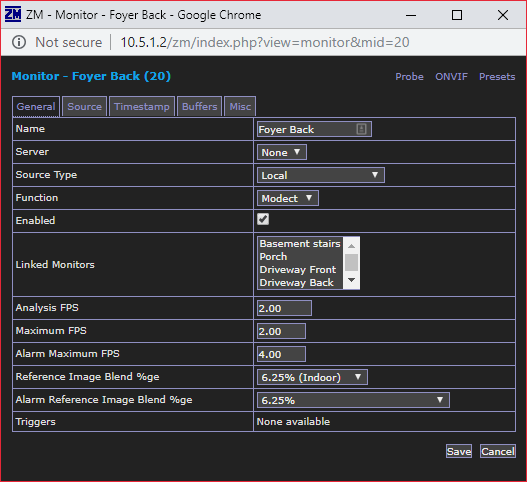 ZM - Monitor - Foyer Back - Google Chrome
Not secure | 10.5.1.2/zm/index.php?view=monitor&mid=20
Monitor - Foyer Back (20) Probe ONVIF Presets
General Source Timestamp Buffers Misc
Name Foyer Back
Server None
Source Type Local
Function Modect
Enabled
Linked Monitors
Basement stairs
Porch
Driveway Front
Driveway Back
Analysis FPS 2.00
Maximum FPS 2.00
Alarm Maximum FPS 4.00
Reference Image Blend %ge 6.25% (Indoor)
Alarm Reference Image Blend %ge 6.25%
Triggers None available
Save Cancel